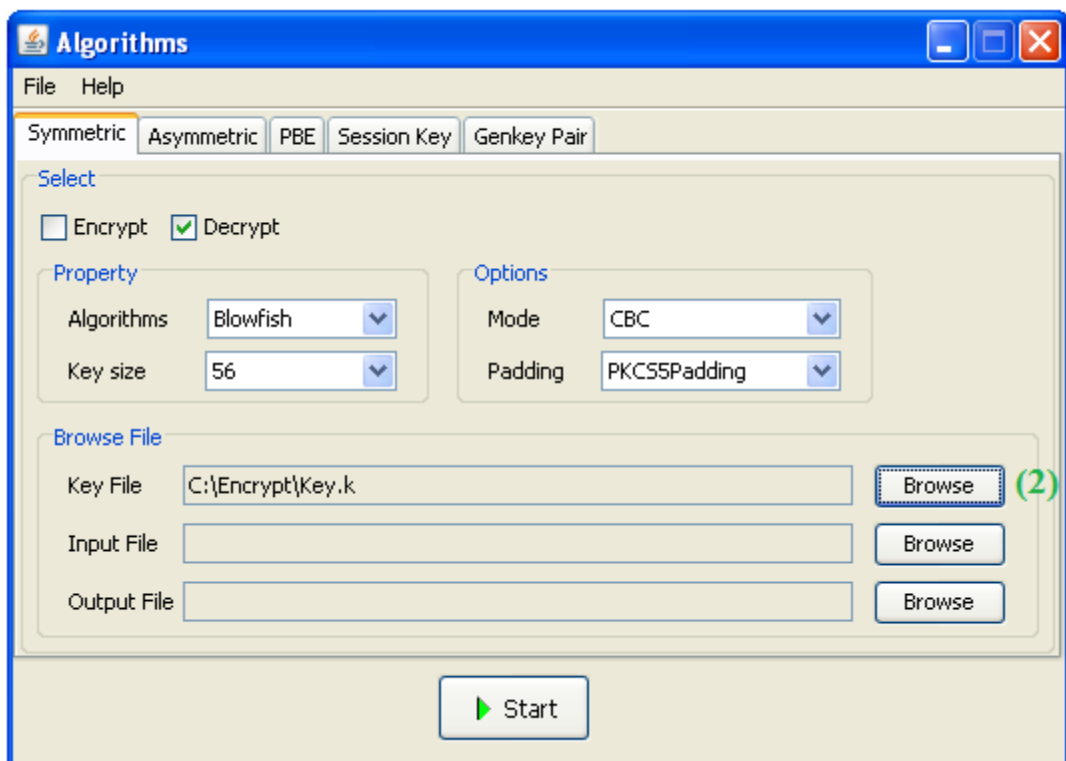 Algorithms
File Help
Symmetric Asymmetric PBE Session Key Genkey Pair
Select
Encrypt Decrypt
Property Options
Algorithms Blowfish Mode CBC
Key size 56 Padding PKCS5Padding
Browse File
Key File C:\Encrypt\Key.k Browse (2)
Input File Browse
Output File Browse
Start